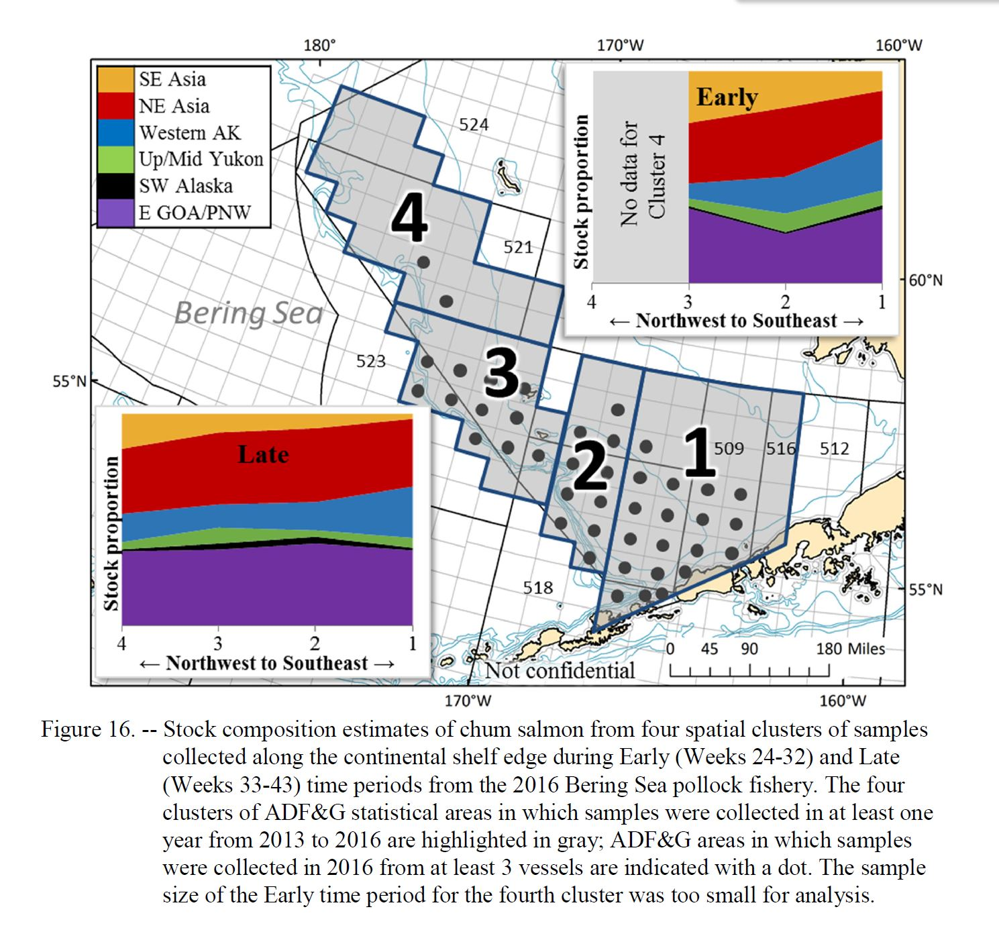 180°
170°W
160°W
SE Asia
NE Asia
Western AK
Up/Mid Yukon
SW Alaska
E GOA/PNW
524
Early
Stock proportion
No data for
Cluster 4
4
3
2
1
← Northwest to Southeast →
4
521
60°N
Bering Sea
523
3
55°N
2
1
509
516
512
Late
Stock proportion
4
3
2
1
← Northwest to Southeast →
518
55°N
0
45
90
180 Miles
Not confidential
170°W
160°W
Figure 16. -- Stock composition estimates of chum salmon from four spatial clusters of samples
collected along the continental shelf edge during Early (Weeks 24-32) and Late
(Weeks 33-43) time periods from the 2016 Bering Sea pollock fishery. The four
clusters of ADF&G statistical areas in which samples were collected in at least one
year from 2013 to 2016 are highlighted in gray; ADF&G areas in which samples
were collected in 2016 from at least 3 vessels are indicated with a dot. The sample
size of the Early time period for the fourth cluster was too small for analysis.